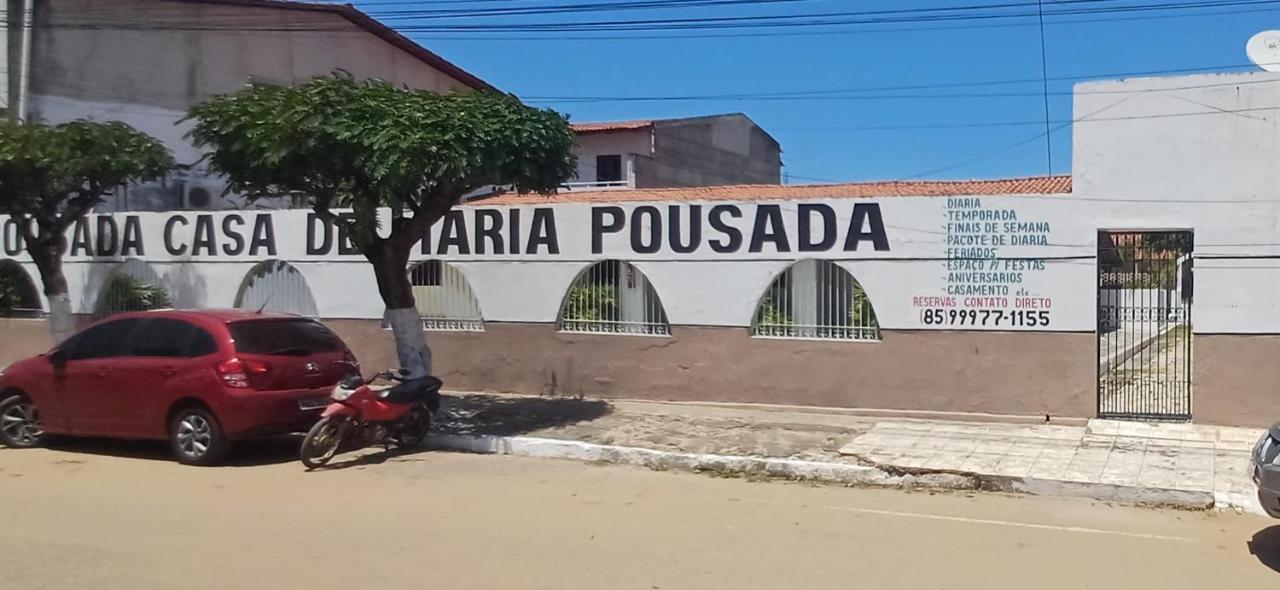 OUSADA CASA DE MARIA POUSADA
- DIARIA
- TEMPORADA
- FINAIS DE SEMANA
- PACOTE DE DIARIA
- FERIADOS
- ESPAÇO P/ FESTAS
- ANIVERSARIOS
- CASAMENTO etc...
RESERVAS CONTATO DIRETO
(85)99977-1155